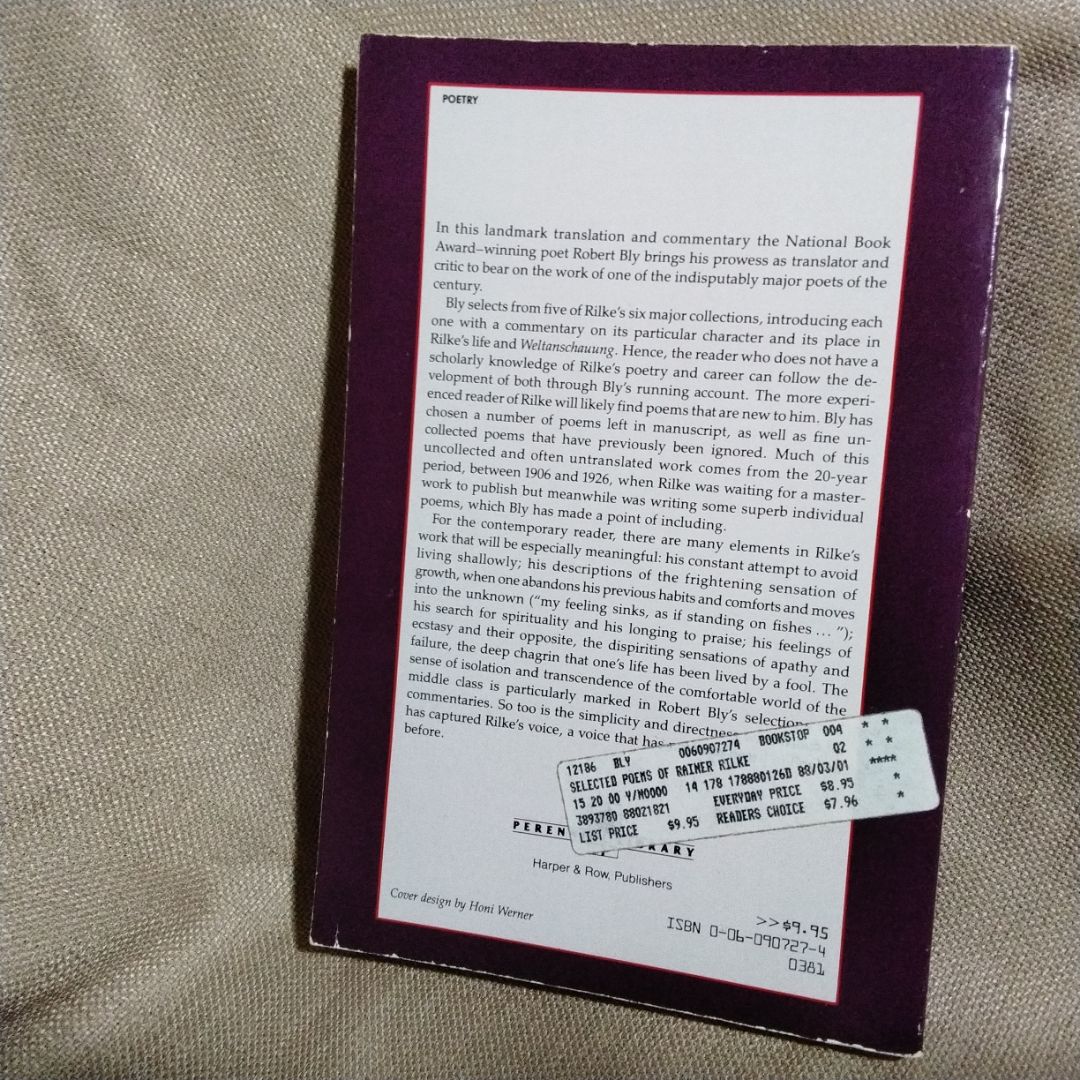 POETRY
In this landmark translation and commentary the National Book
Award–winning poet Robert Bly brings his prowess as translator and
critic to bear on the work of one of the indisputably major poets of the
century.
Bly selects from five of Rilke's six major collections, introducing each
one with a commentary on its particular character and its place in
Rilke's life and Weltanschauung. Hence, the reader who does not have a
scholarly knowledge of Rilke's poetry and career can follow the de-
velopment of both through Bly's running account. The more experi-
enced reader of Rilke will likely find poems that are new to him. Bly has
chosen a number of poems left in manuscript, as well as fine un-
collected poems that have previously been ignored. Much of this
uncollected and often untranslated work comes from the 20-year
period, between 1906 and 1926, when Rilke was waiting for a master-
work to publish but meanwhile was writing some superb individual
poems, which Bly has made a point of including.
For the contemporary reader, there are many elements in Rilke's
work that will be especially meaningful: his constant attempt to avoid
living shallowly; his descriptions of the frightening sensation of
growth, when one abandons his previous habits and comforts and moves
into the unknown ("my feeling sinks, as if standing on fishes ... ");
his search for spirituality and his longing to praise; his feelings of
ecstasy and their opposite, the dispiriting sensations of apathy and
failure, the deep chagrin that one's life has been lived by a fool. The
sense of isolation and transcendence of the comfortable world of the
middle class is particularly marked in Robert Bly's selection
commentaries. So too is the simplicity and directne
has captured Rilke's voice, a voice that has
before.
12186 BLY 0060907274 BOOKSTOP 004 * *
SELECTED POEMS OF RAINER RILKE 02 * *
15 20 00 Y/N0000 14 178 178880126D 88/03/01 ****
3893780 88021821 EVERYDAY PRICE $8.95 *
LIST PRICE $9.95 READERS CHOICE $7.96 *
PEREN RARY
Harper & Row, Publishers
Cover design by Honi Werner
>>$9.95
ISBN 0-06-090727-4
0381